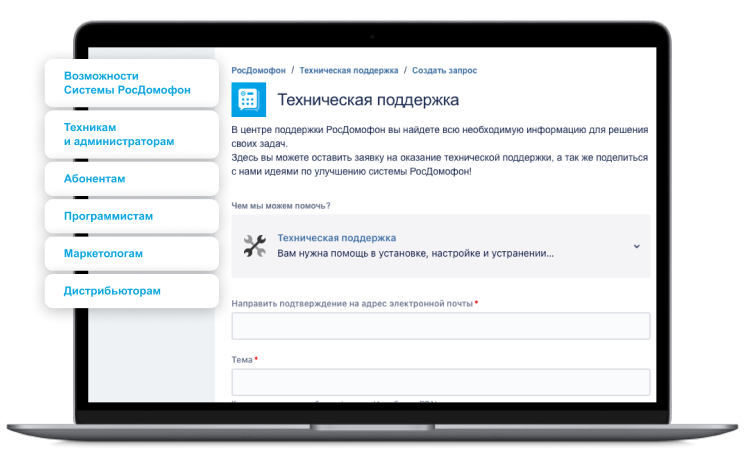 Возможности
Системы РосДомофон
Техникам
и администраторам
Абонентам
Программистам
Маркетологам
Дистрибьюторам
РосДомофон / Техническая поддержка / Создать запрос
Техническая поддержка
В центре поддержки РосДомофон вы найдете всю необходимую информацию для решения
своих задач.
Здесь вы можете оставить заявку на оказание технической поддержки, а так же поделиться
с нами идеями по улучшению системы РосДомофон!
Чем мы можем помочь?
Техническая поддержка
Вам нужна помощь в установке, настройке и устранении...
Направить подтверждение на адрес электронной почты *
Тема *